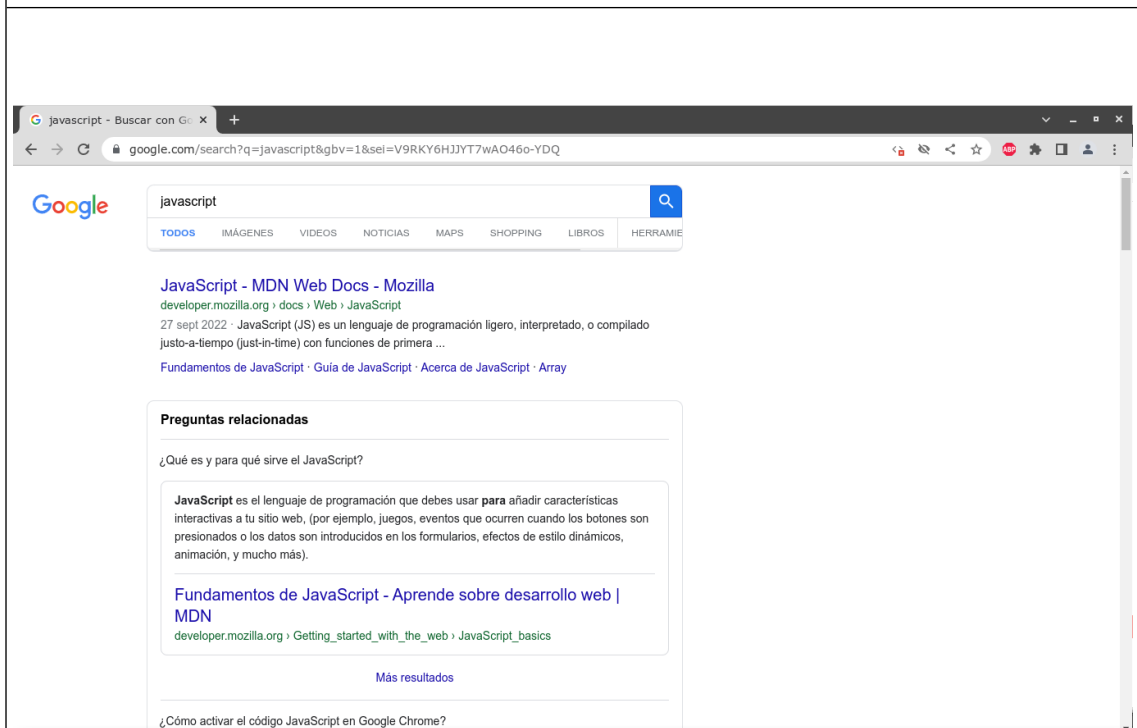 javascript - Buscar con Go
google.com/search?q=javascript&gbv=1&sei=V9RKY6HJJYT7wAO46o-YDQ
ABP
Google
javascript
TODOS IMÁGENES VIDEOS NOTICIAS MAPS SHOPPING LIBROS HERRAMIE
JavaScript - MDN Web Docs - Mozilla
developer.mozilla.org › docs › Web › JavaScript
27 sept 2022 · JavaScript (JS) es un lenguaje de programación ligero, interpretado, o compilado
justo-a-tiempo (just-in-time) con funciones de primera ...
Fundamentos de JavaScript · Guía de JavaScript · Acerca de JavaScript · Array
Preguntas relacionadas
¿Qué es y para qué sirve el JavaScript?
JavaScript es el lenguaje de programación que debes usar para añadir características
interactivas a tu sitio web, (por ejemplo, juegos, eventos que ocurren cuando los botones son
presionados o los datos son introducidos en los formularios, efectos de estilo dinámicos,
animación, y mucho más).
Fundamentos de JavaScript - Aprende sobre desarrollo web |
MDN
developer.mozilla.org › Getting_started_with_the_web › JavaScript_basics
Más resultados
¿Cómo activar el código JavaScript en Google Chrome?